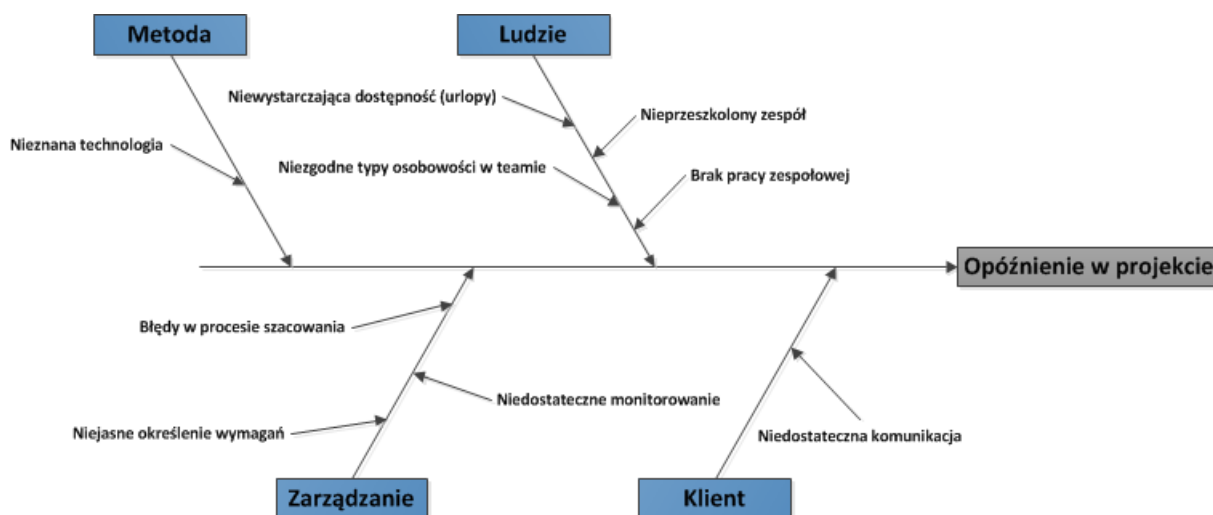 Metoda
Ludzie
Niewystarczająca dostępność (urlopy)
Nieprzeszkolony zespół
Nieznana technologia
Niezgodne typy osobowości w teamie
Brak pracy zespołowej
Opóźnienie w projekcie
Błędy w procesie szacowania
Niedostateczne monitorowanie
Niejasne określenie wymagań
Niedostateczna komunikacja
Zarządzanie
Klient